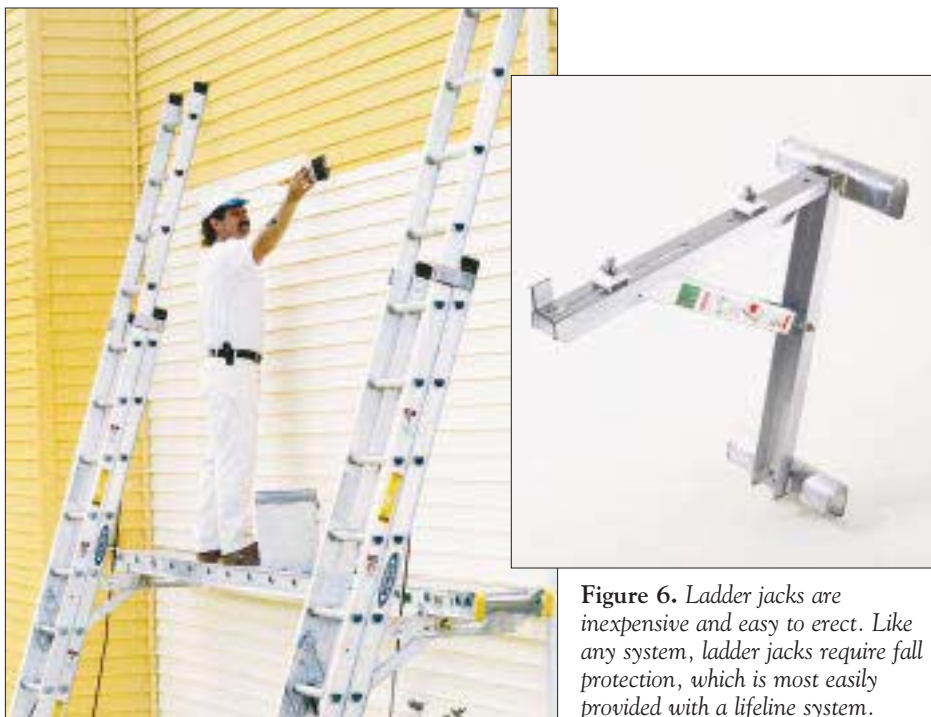 Figure 6. Ladder jacks are
inexpensive and easy to erect. Like
any system, ladder jacks require fall
protection, which is most easily
provided with a lifeline system.